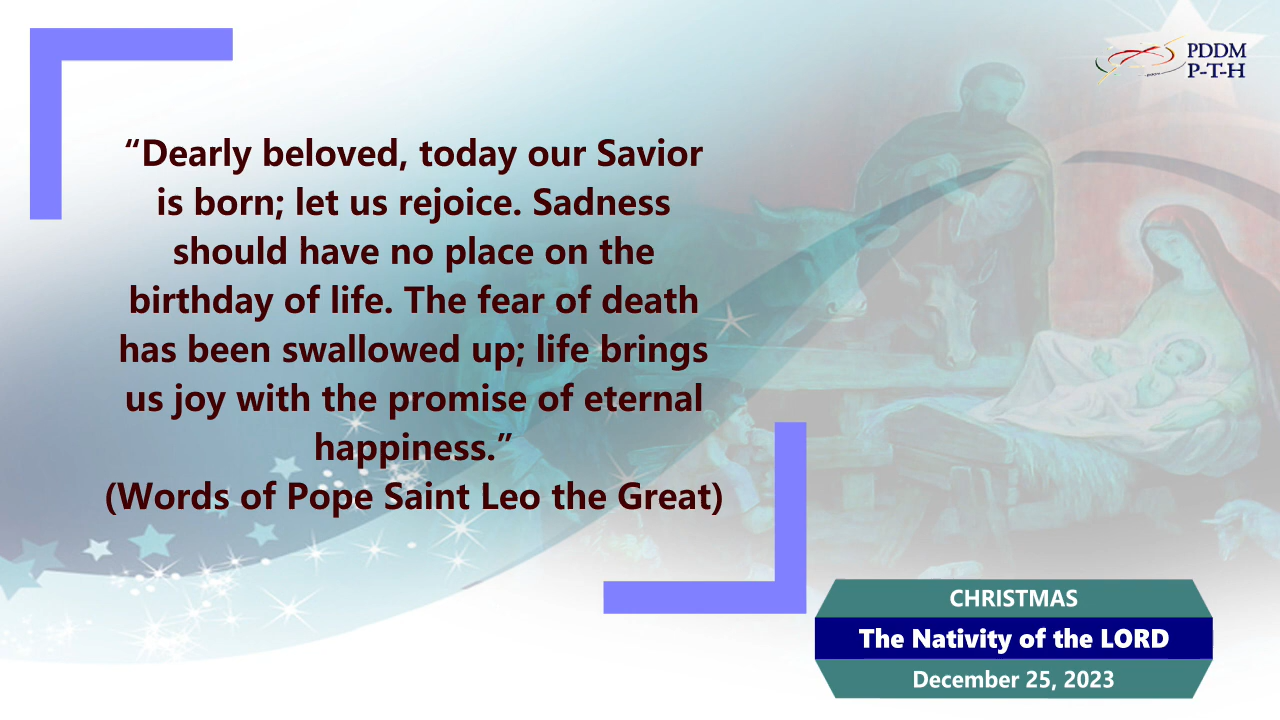 PDDM
P-T-H
“Dearly beloved, today our Savior
is born; let us rejoice. Sadness
should have no place on the
birthday of life. The fear of death
has been swallowed up; life brings
us joy with the promise of eternal
happiness.”
(Words of Pope Saint Leo the Great)
CHRISTMAS
The Nativity of the LORD
December 25, 2023